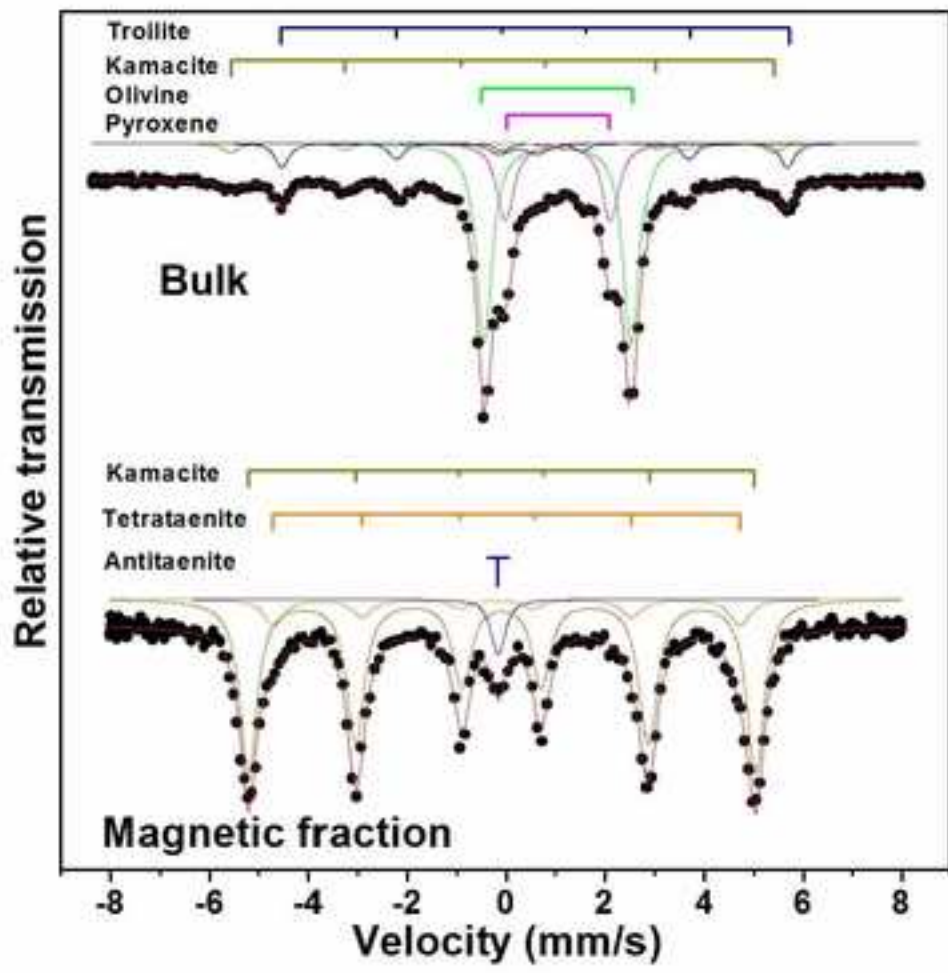 Troilite
Kamacite
Olivine
Pyroxene
Bulk
Relative transmission
Kamacite
Tetrataenite
Antitaenite
Magnetic fraction
-8 -6 -4 -2 0 2 4 6 8
Velocity (mm/s)